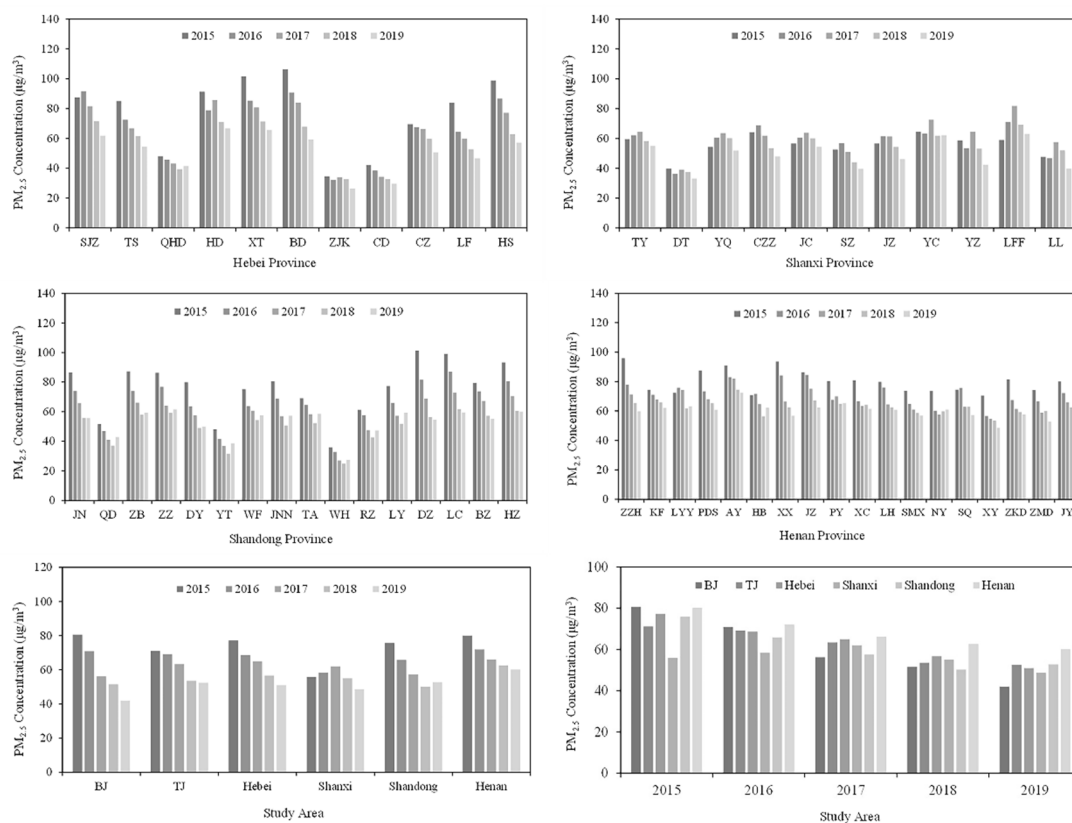 140
120
100
80
60
40
20
0
PM2.5 Concentration (µg/m³)
2015 2016 2017 2018 2019
SJZ TS QHD HD XT BD ZJK CD CZ LF HS
Hebei Province
140
120
100
80
60
40
20
0
PM2.5 Concentration (µg/m³)
2015 2016 2017 2018 2019
TY DT YQ CZZ JC SZ JZ YC YZ LFF LL
Shanxi Province
140
120
100
80
60
40
20
0
PM2.5 Concentration (µg/m³)
2015 2016 2017 2018 2019
JN QD ZB ZZ DY YT WF JNN TA WH RZ LY DZ LC BZ HZ
Shandong Province
140
120
100
80
60
40
20
0
PM2.5 Concentration (µg/m³)
2015 2016 2017 2018 2019
ZZH KF LYY PDS AY HB XX JZ PY XC LH SMX NY SQ XY ZKD ZMD JY
Henan Province
120
100
80
60
40
20
0
PM2.5 Concentration (µg/m³)
2015 2016 2017 2018 2019
BJ TJ Hebei Shanxi Shandong Henan
Study Area
100
80
60
40
20
0
PM2.5 Concentration (µg/m³)
BJ TJ Hebei Shanxi Shandong Henan
2015 2016 2017 2018 2019
Study Area